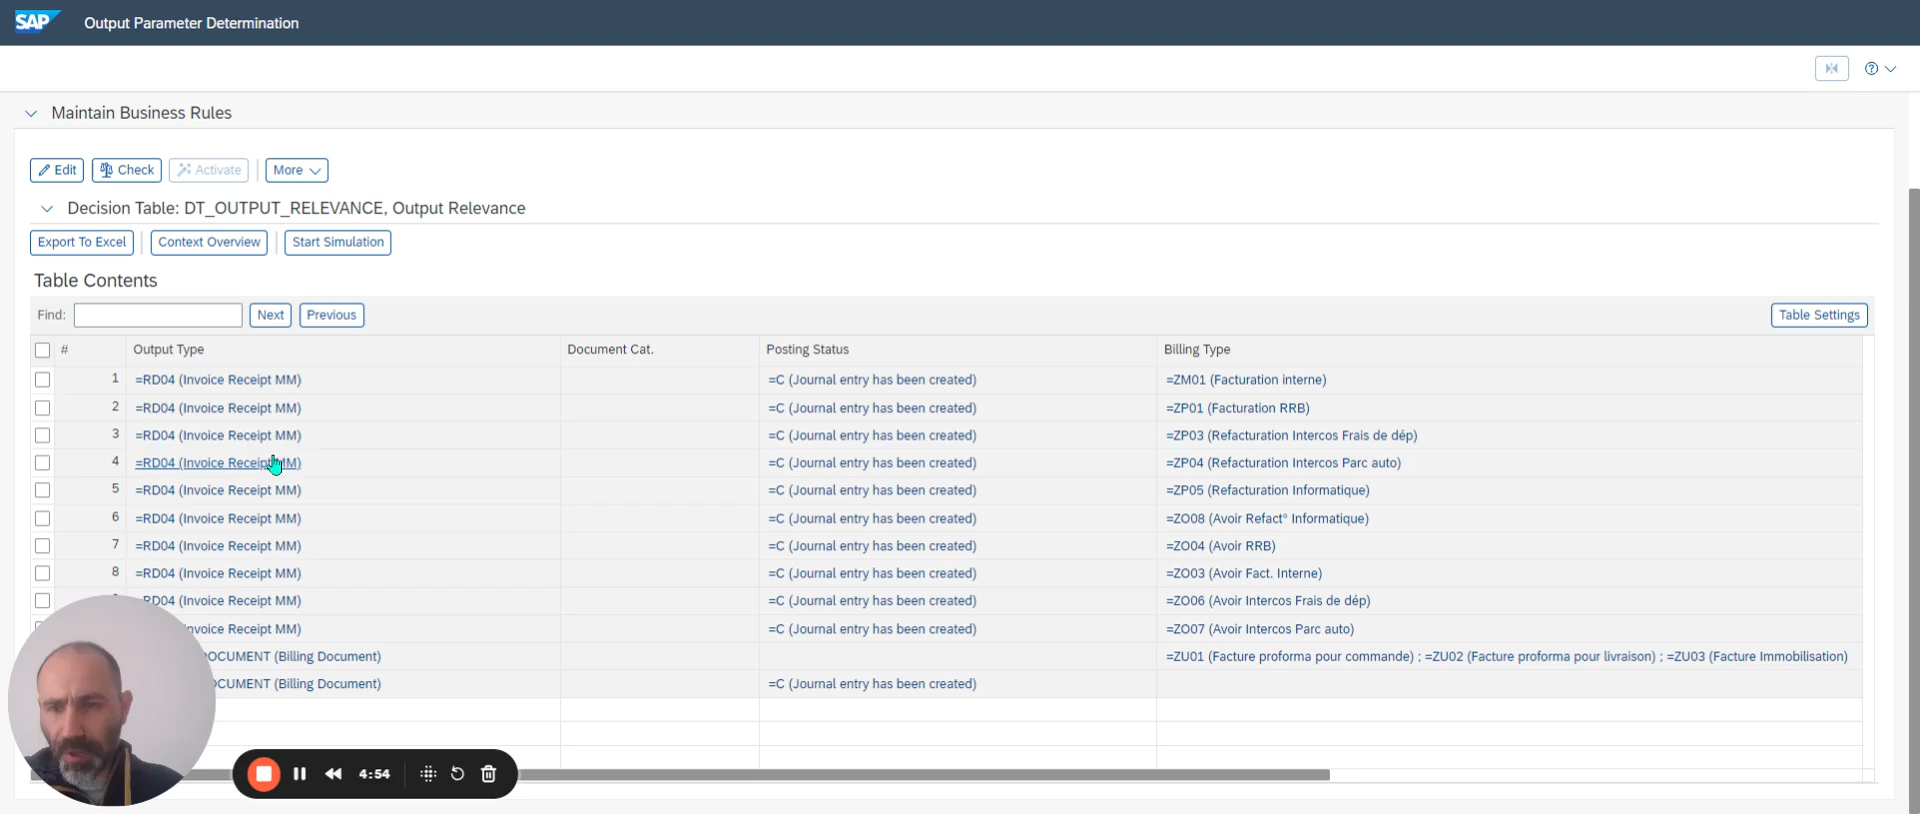 SAP Output Parameter Determination
Maintain Business Rules
Edit Check Activate More
Decision Table: DT_OUTPUT_RELEVANCE, Output Relevance
Export To Excel Context Overview Start Simulation
Table Contents
Find: Next Previous Table Settings
# Output Type Document Cat. Posting Status Billing Type
1 =RD04 (Invoice Receipt MM) =C (Journal entry has been created) =ZM01 (Facturation interne)
2 =RD04 (Invoice Receipt MM) =C (Journal entry has been created) =ZP01 (Facturation RRB)
3 =RD04 (Invoice Receipt MM) =C (Journal entry has been created) =ZP03 (Refacturation Intercos Frais de dép)
4 =RD04 (Invoice Receipt MM) =C (Journal entry has been created) =ZP04 (Refacturation Intercos Parc auto)
5 =RD04 (Invoice Receipt MM) =C (Journal entry has been created) =ZP05 (Refacturation Informatique)
6 =RD04 (Invoice Receipt MM) =C (Journal entry has been created) =ZO08 (Avoir Refact° Informatique)
7 =RD04 (Invoice Receipt MM) =C (Journal entry has been created) =ZO04 (Avoir RRB)
8 =RD04 (Invoice Receipt MM) =C (Journal entry has been created) =ZO03 (Avoir Fact. Interne)
RD04 (Invoice Receipt MM) =C (Journal entry has been created) =ZO06 (Avoir Intercos Frais de dép)
Receipt MM) =C (Journal entry has been created) =ZO07 (Avoir Intercos Parc auto)
(Billing Document) =ZU01 (Facture proforma pour commande) ; =ZU02 (Facture proforma pour livraison) ; =ZU03 (Facture Immobilisation)
(Billing Document) =C (Journal entry has been created)
4:54